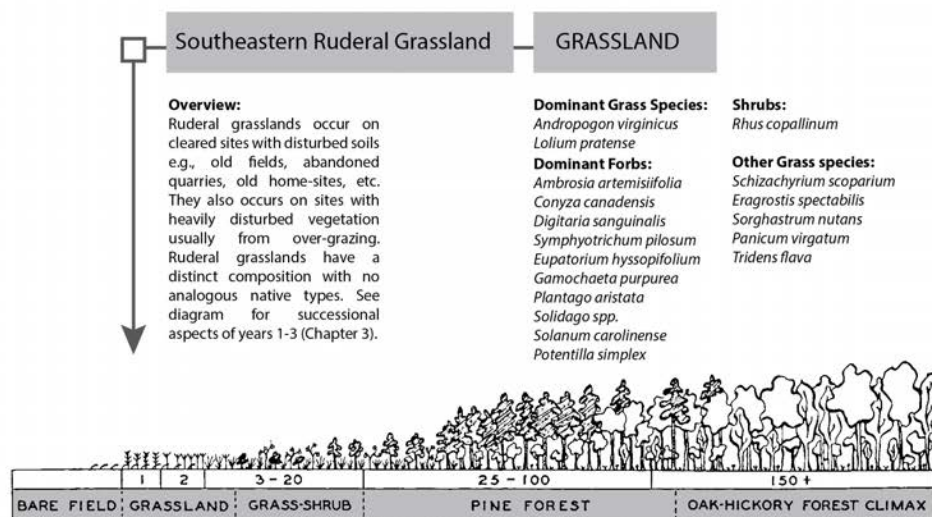 Southeastern Ruderal Grassland
GRASSLAND
Overview:
Ruderal grasslands occur on
cleared sites with disturbed soils
e.g., old fields, abandoned
quarries, old home-sites, etc.
They also occurs on sites with
heavily disturbed vegetation
usually from over-grazing.
Ruderal grasslands have a
distinct composition with no
analogous native types. See
diagram for successional
aspects of years 1-3 (Chapter 3).
Dominant Grass Species:
Andropogon virginicus
Lolium pratense
Dominant Forbs:
Ambrosia artemisiifolia
Conyza canadensis
Digitaria sanguinalis
Symphyotrichum pilosum
Eupatorium hyssopifolium
Gamochaeta purpurea
Plantago aristata
Solidago spp.
Solanum carolinense
Potentilla simplex
Shrubs:
Rhus copallinum
Other Grass species:
Schizachyrium scoparium
Eragrostis spectabilis
Sorghastrum nutans
Panicum virgatum
Tridens flava
1 2 3-20 25-100 150+
BARE FIELD GRASSLAND GRASS-SHRUB PINE FOREST OAK-HICKORY FOREST CLIMAX